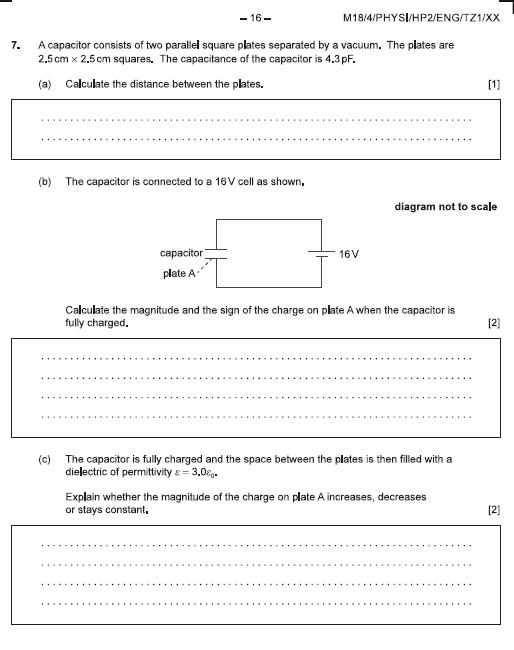 – 16 –
M18/4/PHYSI/HP2/ENG/TZ1/XX
7. A capacitor consists of two parallel square plates separated by a vacuum. The plates are
2.5 cm × 2.5 cm squares. The capacitance of the capacitor is 4.3 pF.
(a) Calculate the distance between the plates. [1]
(b) The capacitor is connected to a 16 V cell as shown.
diagram not to scale
capacitor
16 V
plate A
Calculate the magnitude and the sign of the charge on plate A when the capacitor is
fully charged. [2]
(c) The capacitor is fully charged and the space between the plates is then filled with a
dielectric of permittivity ε = 3.0ε₀.
Explain whether the magnitude of the charge on plate A increases, decreases
or stays constant. [2]